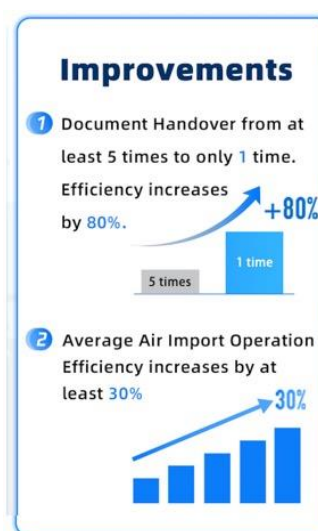 Improvements
1 Document Handover from at
least 5 times to only 1 time.
Efficiency increases
by 80%.
+80%
1 time
5 times
2 Average Air Import Operation
Efficiency increases by at
least 30%
30%